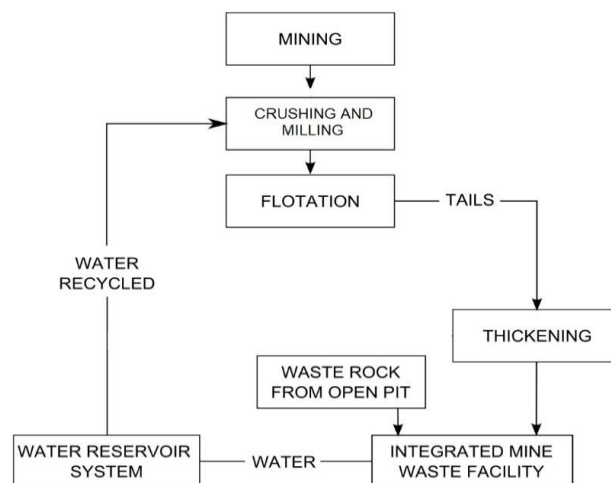 MINING
CRUSHING AND
MILLING
FLOTATION
TAILS
WATER
RECYCLED
THICKENING
WASTE ROCK
FROM OPEN PIT
WATER RESERVOIR
SYSTEM
WATER
INTEGRATED MINE
WASTE FACILITY